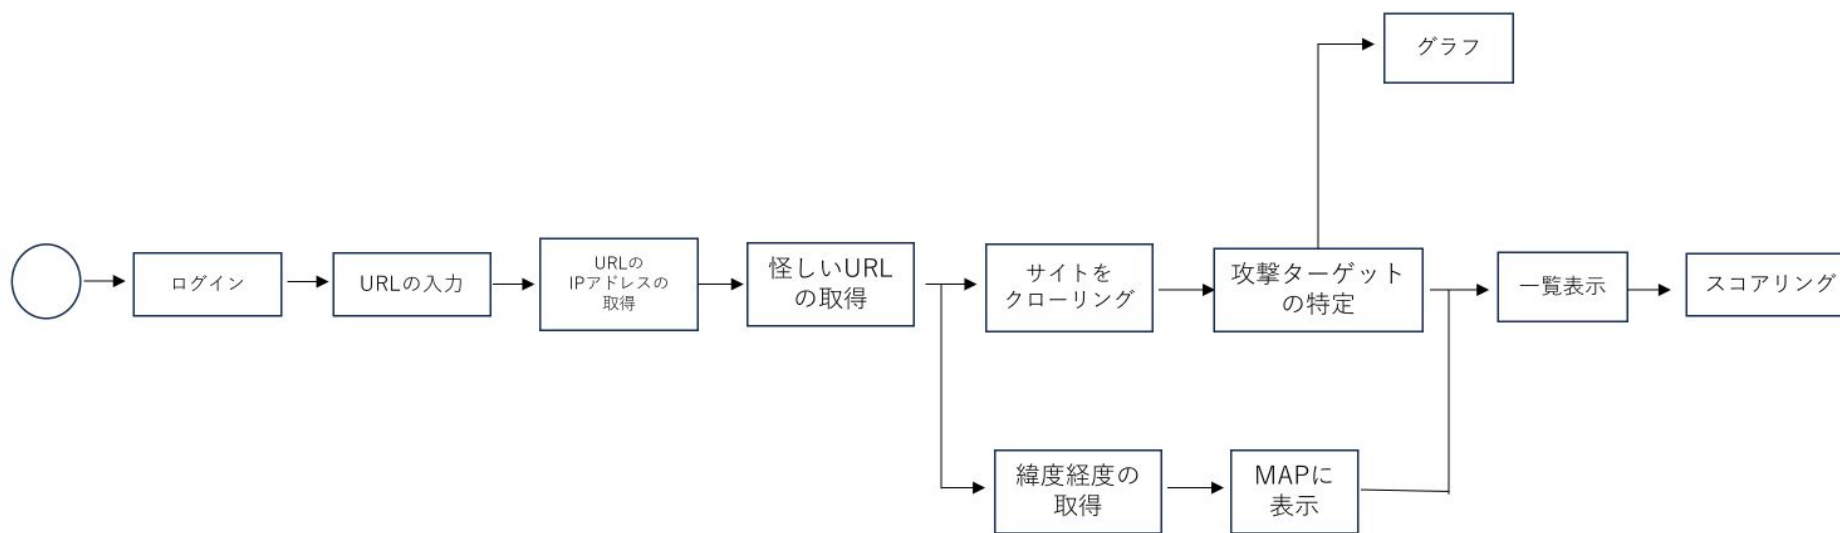 グラフ
ログイン
URLの入力
URLの
IPアドレスの
取得
怪しいURL
の取得
サイトを
クローリング
攻撃ターゲット
の特定
一覧表示
スコアリング
緯度経度の
取得
MAPに
表示